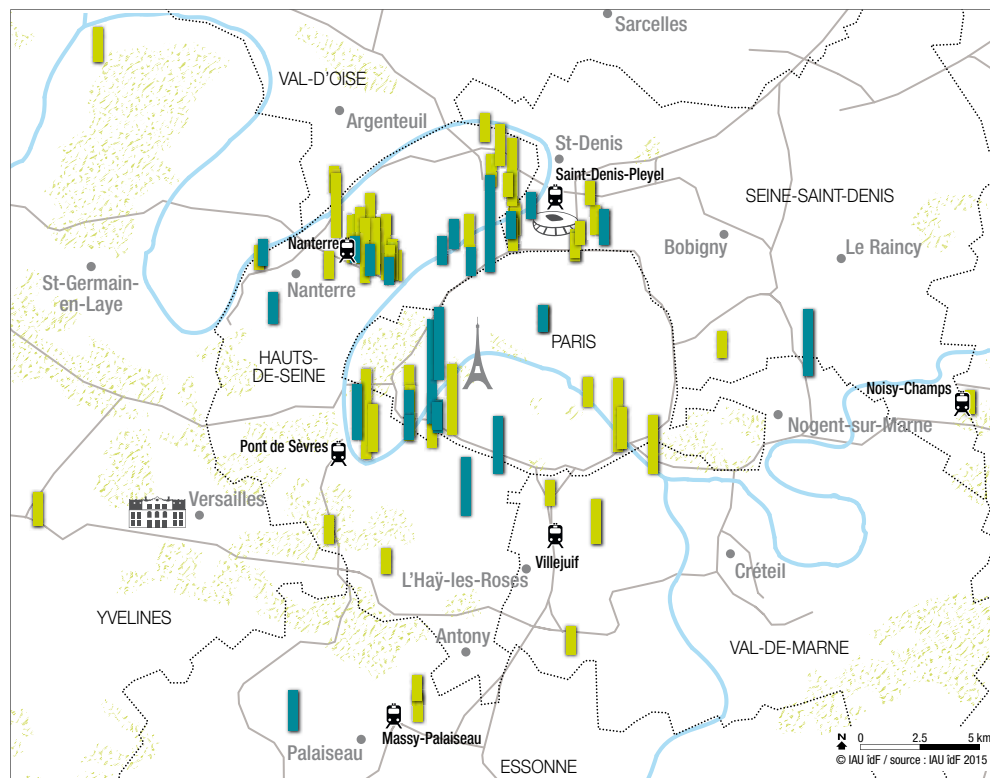 Sarcelles
VAL-D'OISE
Argenteuil
St-Denis
Saint-Denis-Pleyel
SEINE-SAINT-DENIS
Bobigny
Le Raincy
Nanterre
St-Germain-
en-Laye
Nanterre
PARIS
HAUTS-
DE-SEINE
Noisy-Champs
Nogent-sur-Marne
Pont de Sèvres
Versailles
Villejuif
L'Haÿ-les-Roses
Créteil
YVELINES
Antony
VAL-DE-MARNE
Massy-Palaiseau
Palaiseau
ESSONNE
N
0 2.5 5 km
© IAU îdF / source : IAU îdF 2015